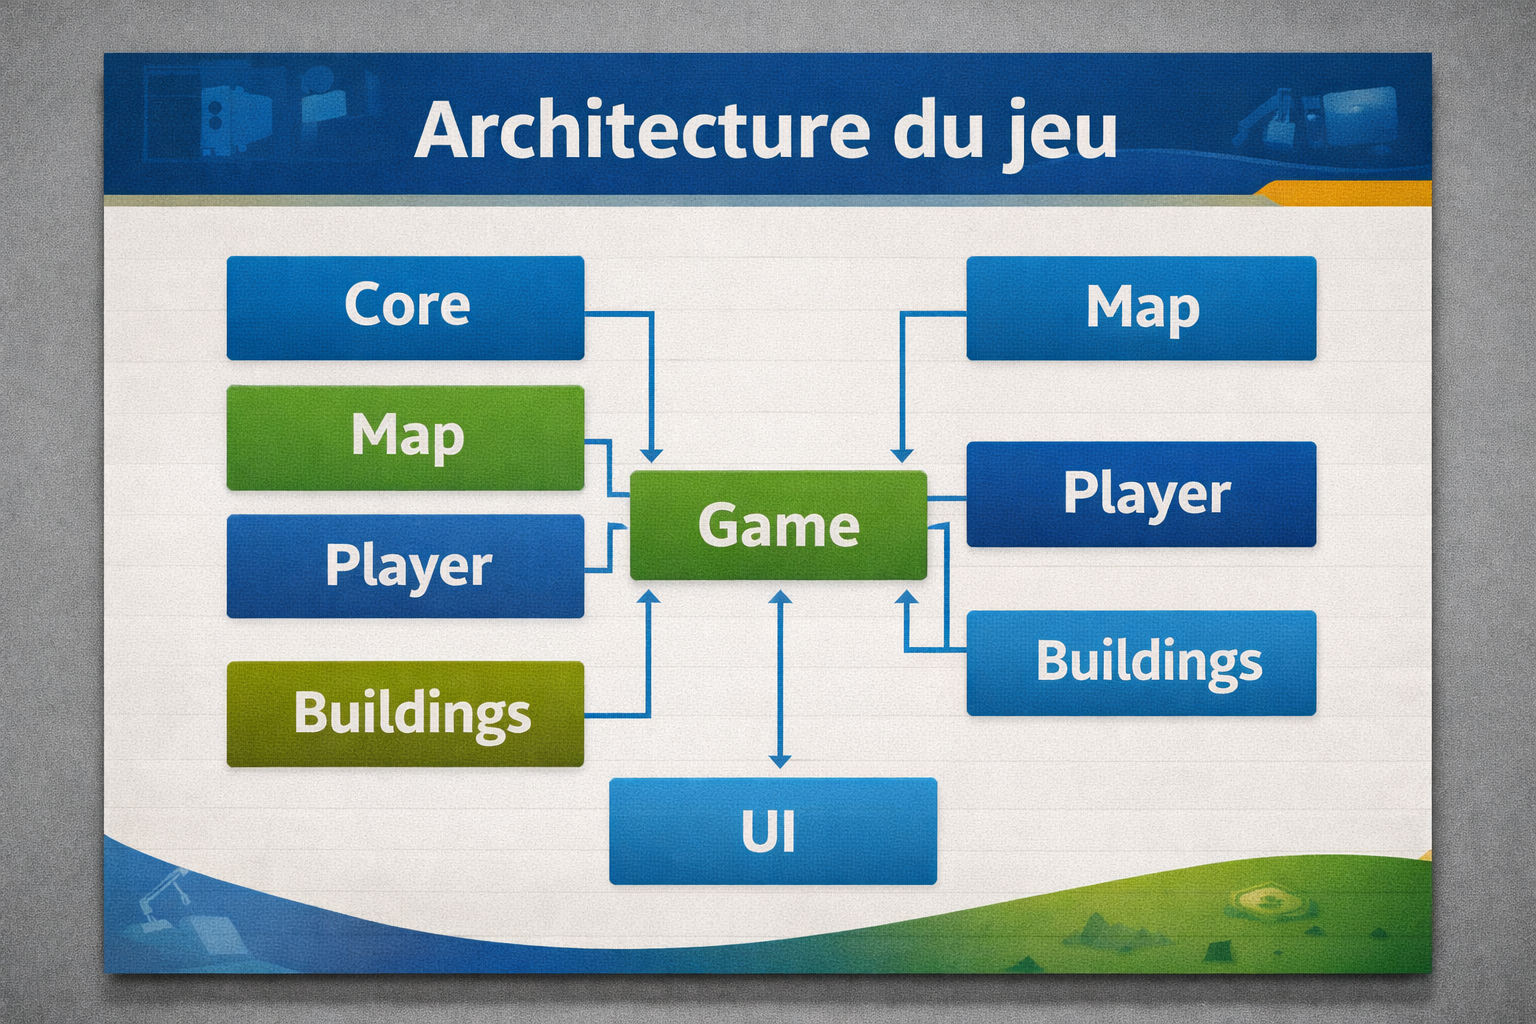 Architecture du jeu
Core
Map
Player
Buildings
Game
UI
Map
Player
Buildings